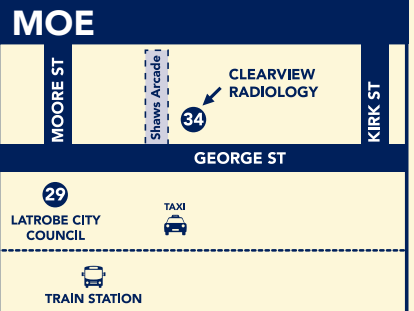 MOE
MOORE ST
Shaws Arcade
CLEARVIEW
RADIOLOGY
34
KIRK ST
GEORGE ST
29
LATROBE CITY
COUNCIL
TAXI
TRAIN STATION